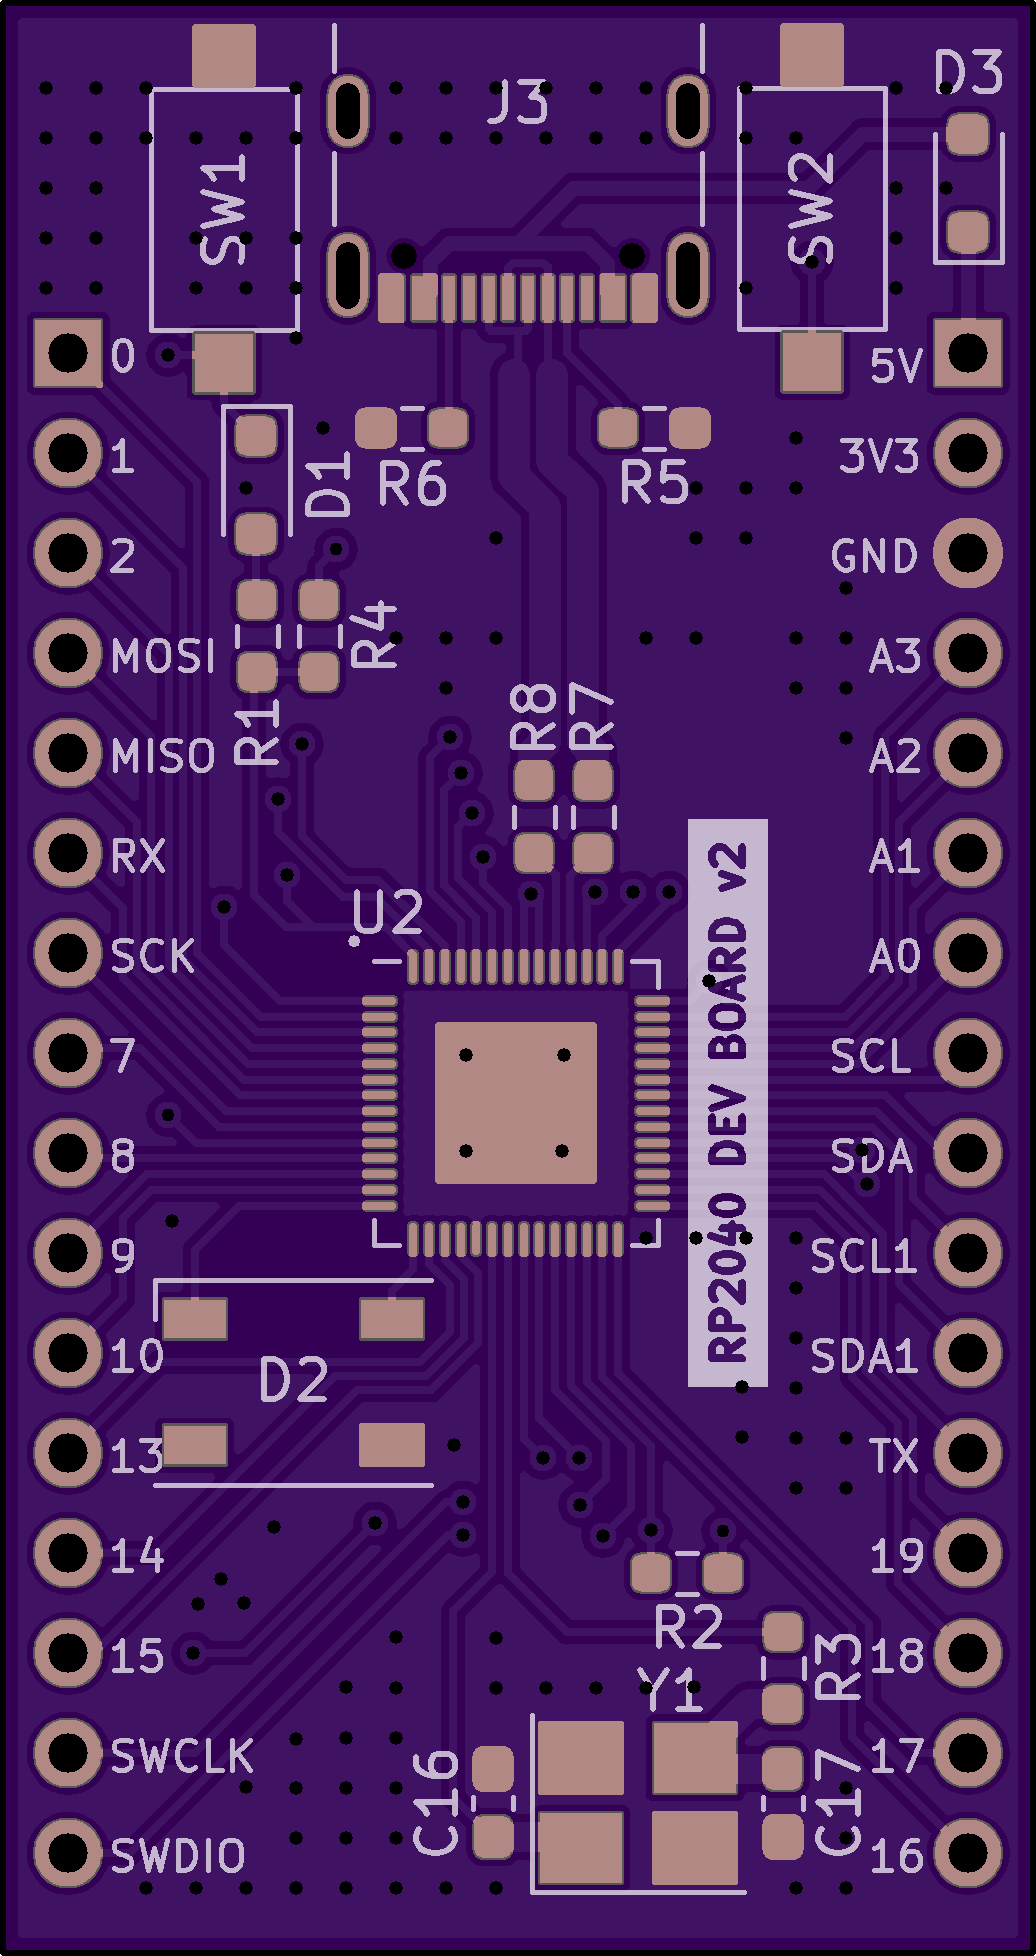 D3
J3
SW1
SW2
0
5V
1
3V3
R6
R5
D1
2
GND
R4
MOSI
A3
R1
R8
R7
MISO
A2
RX
A1
U2
SCK
A0
RP2040 DEV BOARD v2
7
SCL
8
SDA
9
SCL1
10
SDA1
D2
13
TX
14
19
R2
15
18
R3
Y1
SWCLK
17
C16
C17
SWDIO
16